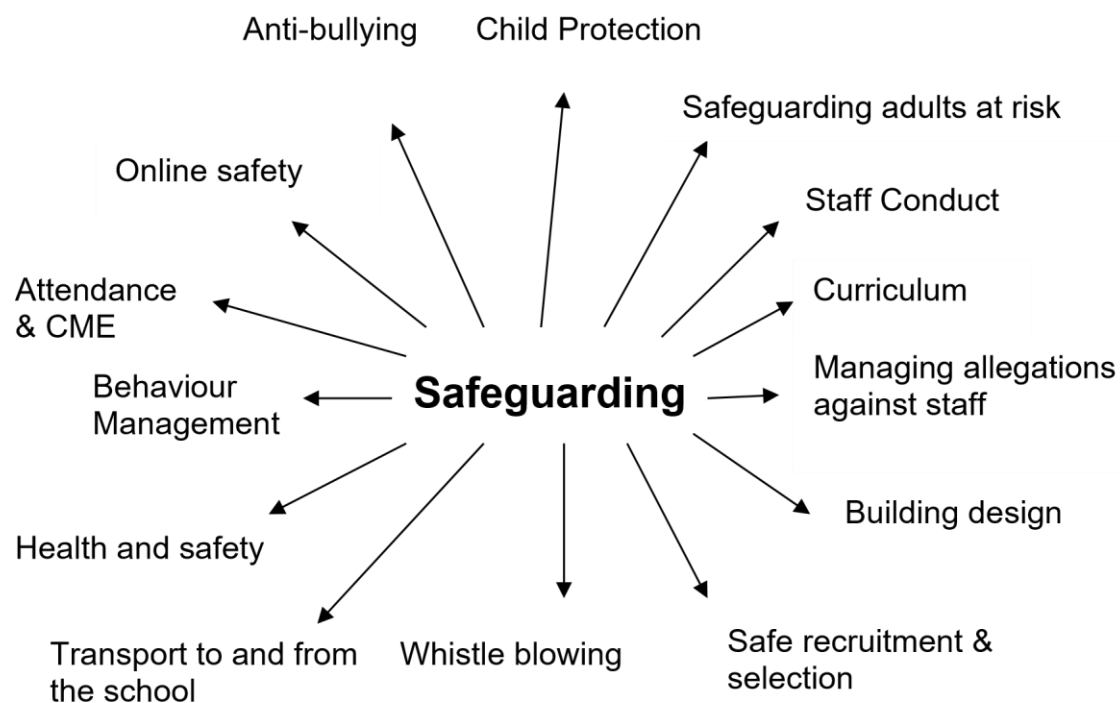 Anti-bullying
Child Protection
Safeguarding adults at risk
Online safety
Staff Conduct
Attendance
& CME
Curriculum
Behaviour
Management
Safeguarding
Managing allegations
against staff
Building design
Health and safety
Transport to and from
the school
Whistle blowing
Safe recruitment &
selection